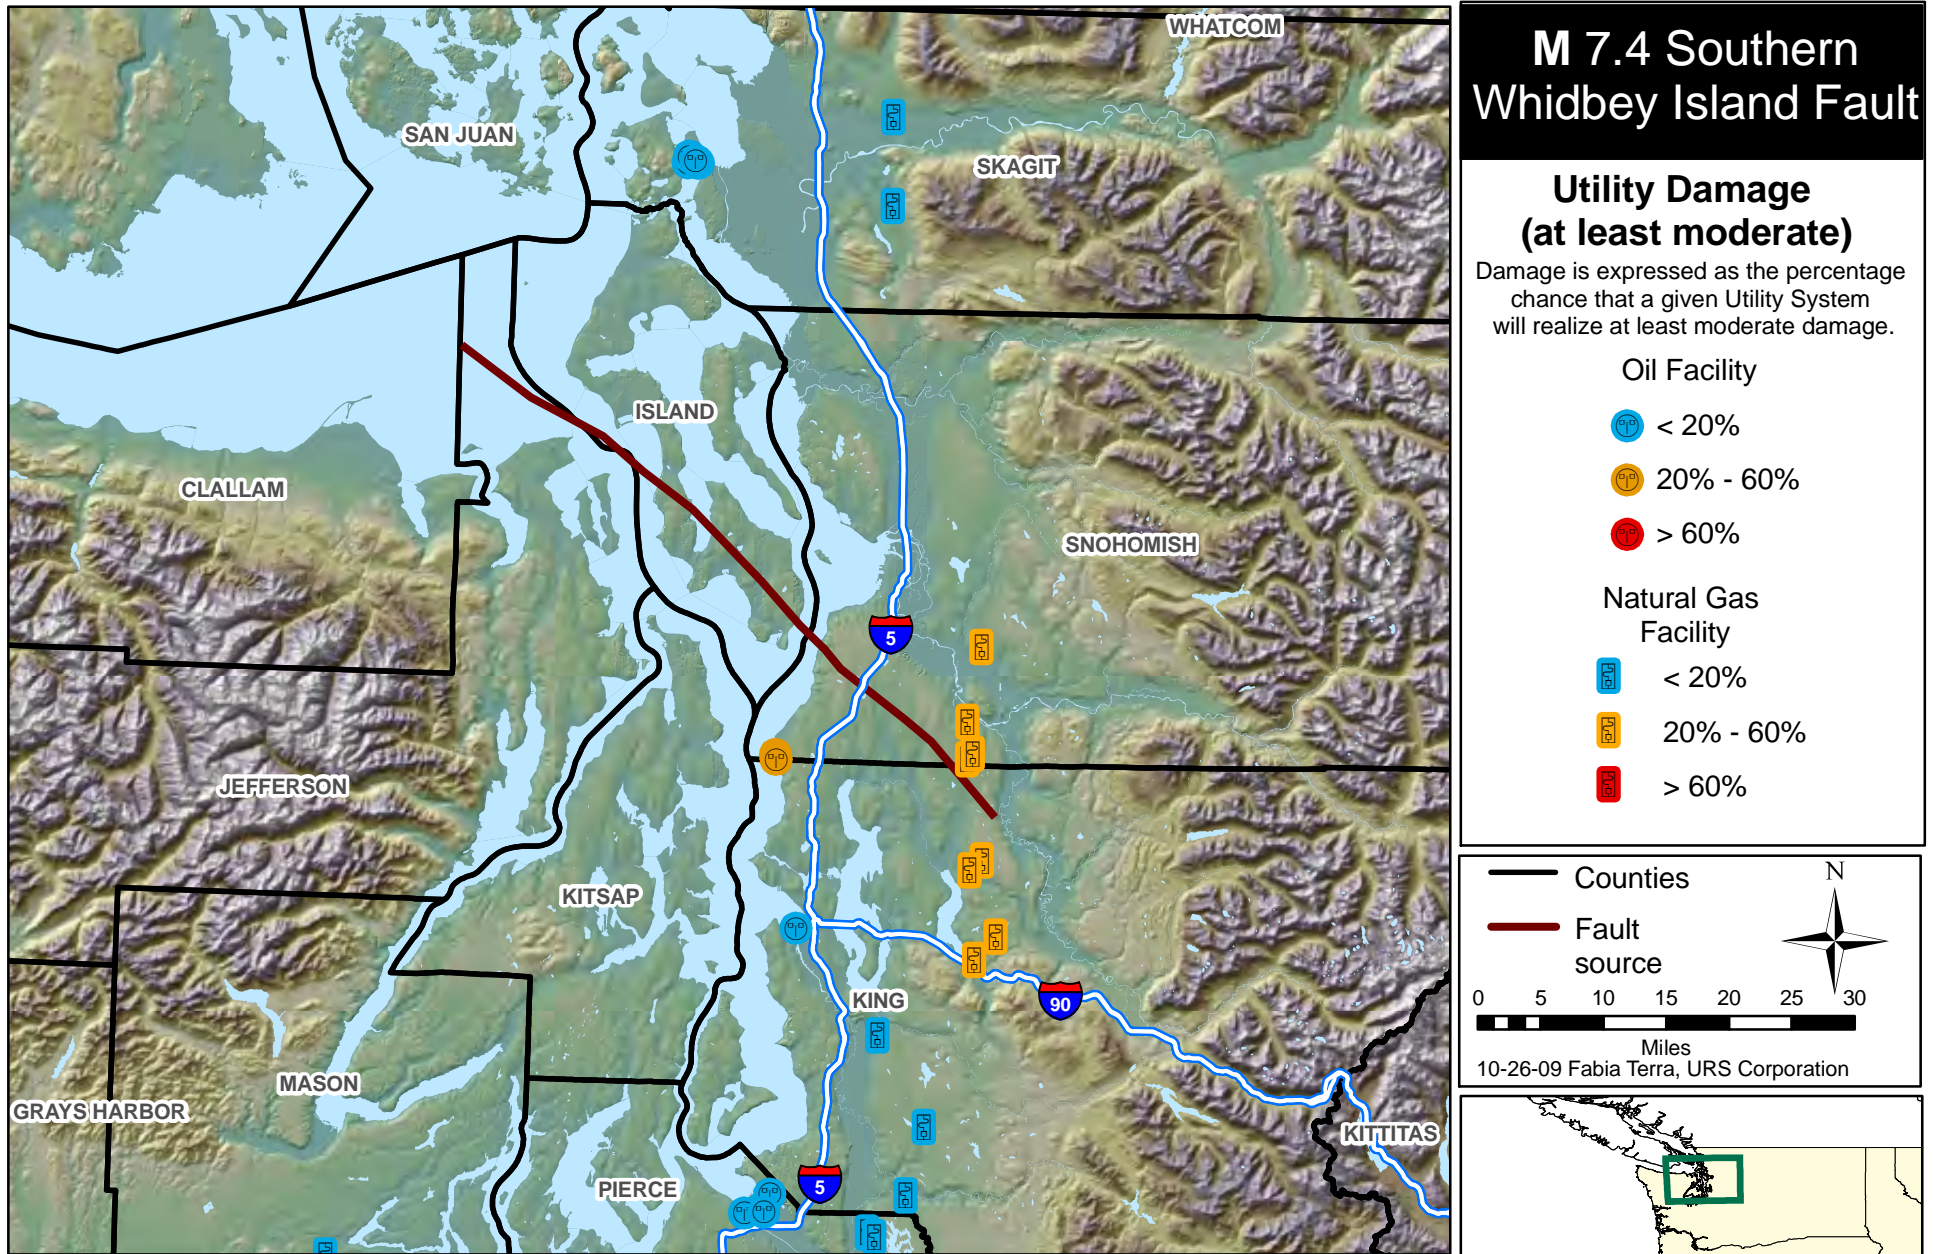 WHATCOM
SAN JUAN
SKAGIT
ISLAND
CLALLAM
SNOHOMISH
5
JEFFERSON
KITSAP
KING
90
MASON
GRAYS HARBOR
KITTITAS
PIERCE
5
M 7.4 Southern
Whidbey Island Fault
Utility Damage
(at least moderate)
Damage is expressed as the percentage
chance that a given Utility System
will realize at least moderate damage.
Oil Facility
< 20%
20% - 60%
> 60%
Natural Gas
Facility
< 20%
20% - 60%
> 60%
Counties
Fault
source
N
0 5 10 15 20 25 30
Miles
10-26-09 Fabia Terra, URS Corporation